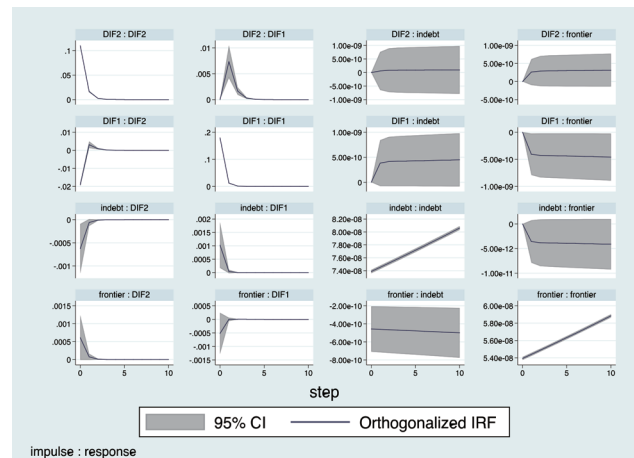 DIF2 : DIF2
DIF2 : DIF1
DIF2 : indebt
DIF2 : frontier
.1
.05
0
.01
.005
0
1.00e-09
5.00e-10
0
-5.00e-10
-1.00e-09
1.00e-09
5.00e-10
0
-5.00e-10
DIF1 : DIF2
DIF1 : DIF1
DIF1 : indebt
DIF1 : frontier
.01
0
-.01
-.02
.2
.1
0
1.00e-09
5.00e-10
0
0
-5.00e-10
-1.00e-09
indebt : DIF2
indebt : DIF1
indebt : indebt
indebt : frontier
0
-.0005
-.001
.002
.0015
.001
.0005
0
8.20e-08
8.00e-08
7.80e-08
7.60e-08
7.40e-08
0
-5.00e-12
-1.00e-11
frontier : DIF2
frontier : DIF1
frontier : indebt
frontier : frontier
.0015
.001
.0005
0
.0005
0
-.0005
-.001
-.0015
-2.00e-10
-4.00e-10
-6.00e-10
-8.00e-10
6.00e-08
5.80e-08
5.60e-08
5.40e-08
0 5 10
0 5 10
0 5 10
0 5 10
step
95% CI
Orthogonalized IRF
impulse : response